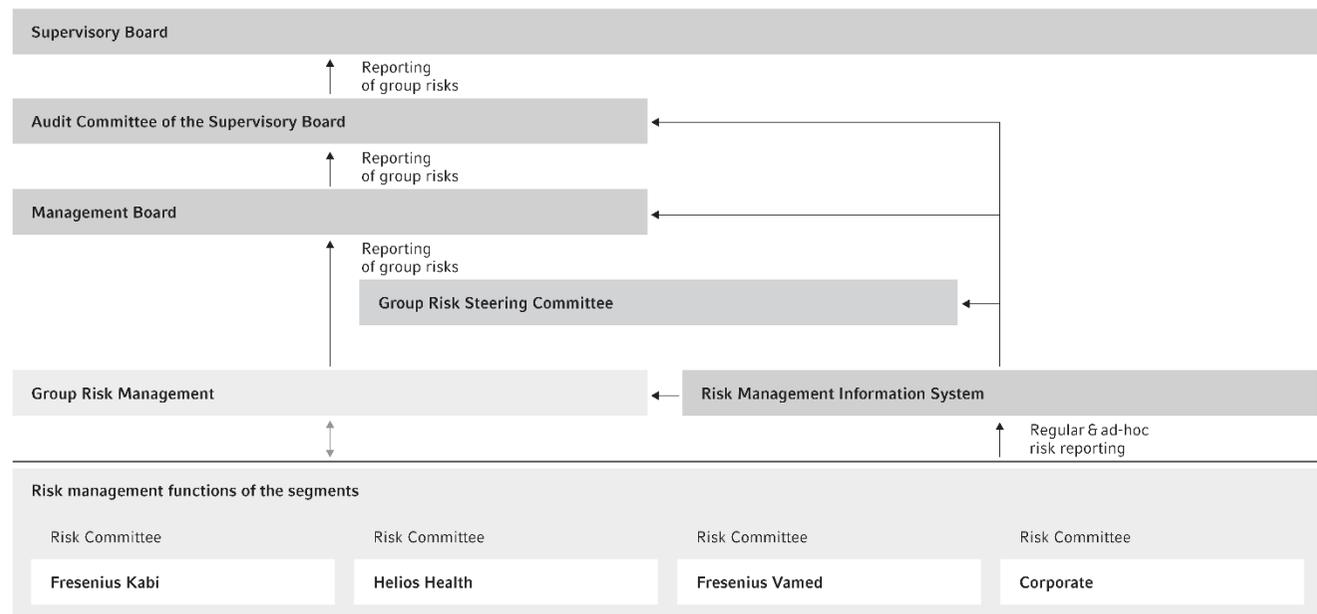 Supervisory Board
Reporting
of group risks
Audit Committee of the Supervisory Board
Reporting
of group risks
Management Board
Reporting
of group risks
Group Risk Steering Committee
Group Risk Management
Risk Management Information System
Regular & ad-hoc
risk reporting
Risk management functions of the segments
Risk Committee
Fresenius Kabi
Risk Committee
Helios Health
Risk Committee
Fresenius Vamed
Risk Committee
Corporate